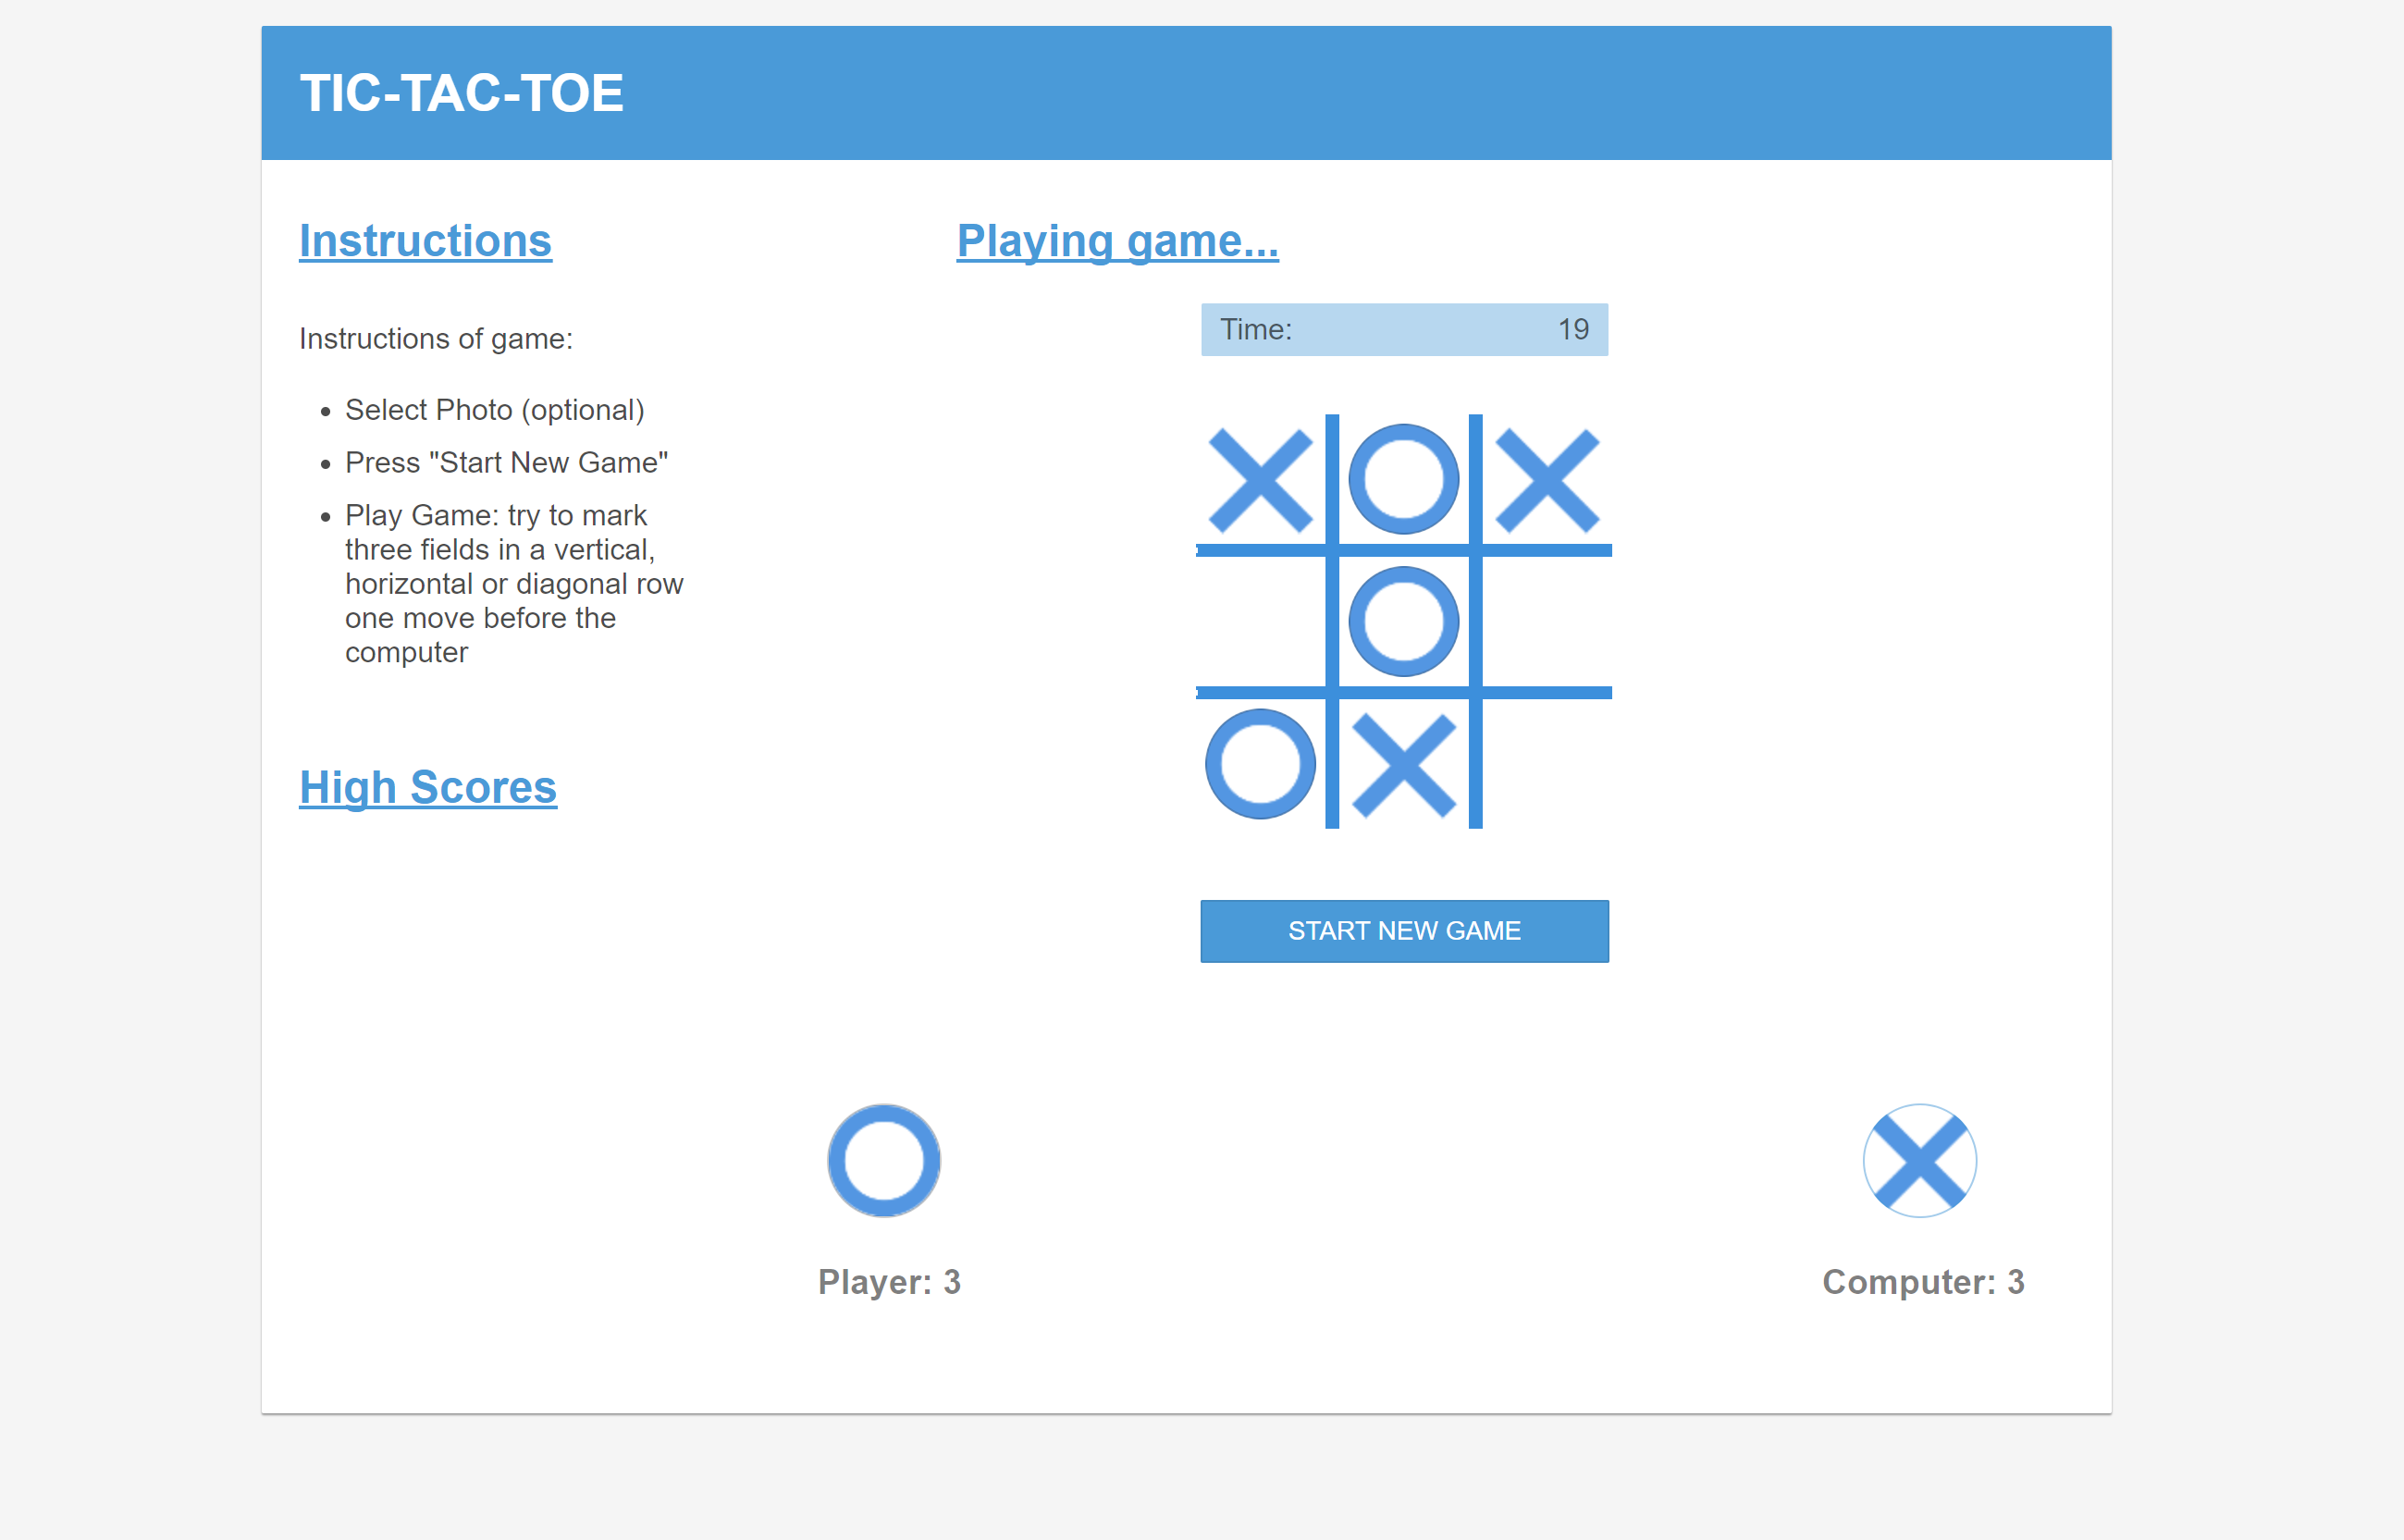 TIC-TAC-TOE
Instructions
Instructions of game:
Select Photo (optional)
Press "Start New Game"
Play Game: try to mark
three fields in a vertical,
horizontal or diagonal row
one move before the
computer
High Scores
Playing game...
Time: 19
START NEW GAME
Player: 3
Computer: 3